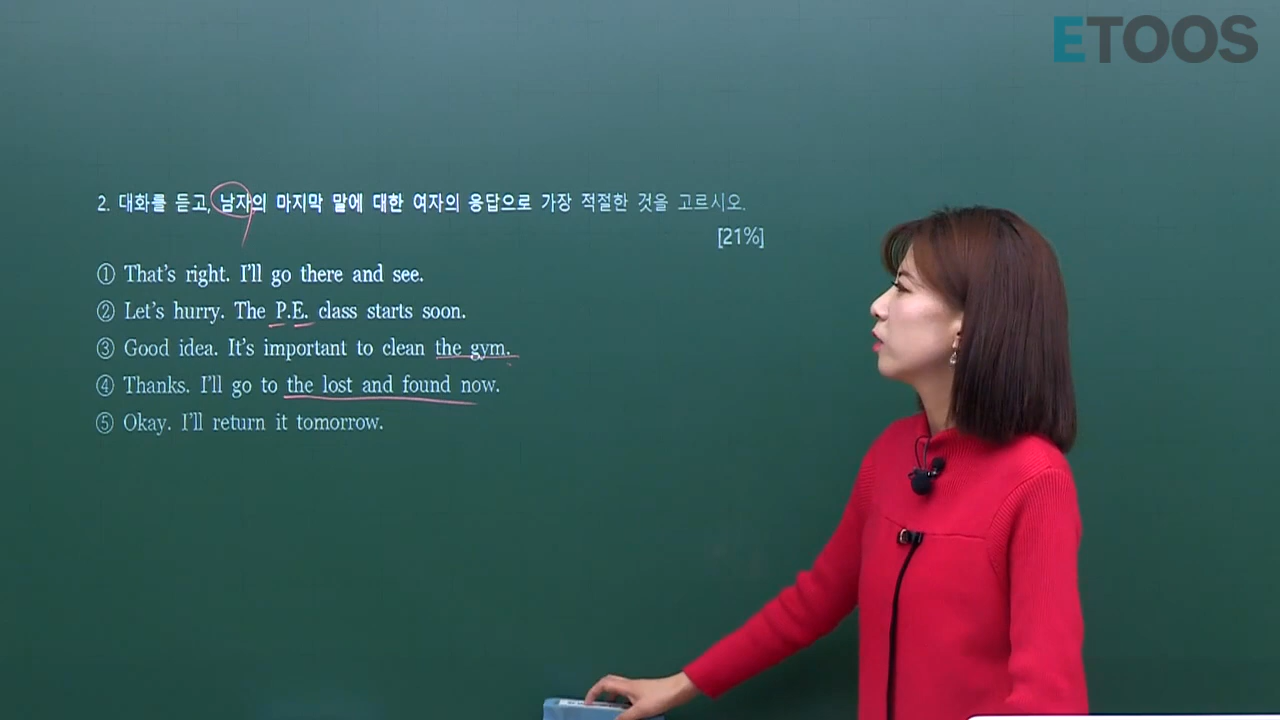 ETOOS
2. 대화를 듣고, 남자의 마지막 말에 대한 여자의 응답으로 가장 적절한 것을 고르시오.
[21%]
① That's right. I'll go there and see.
② Let's hurry. The P.E. class starts soon.
③ Good idea. It's important to clean the gym.
④ Thanks. I'll go to the lost and found now.
⑤ Okay. I'll return it tomorrow.